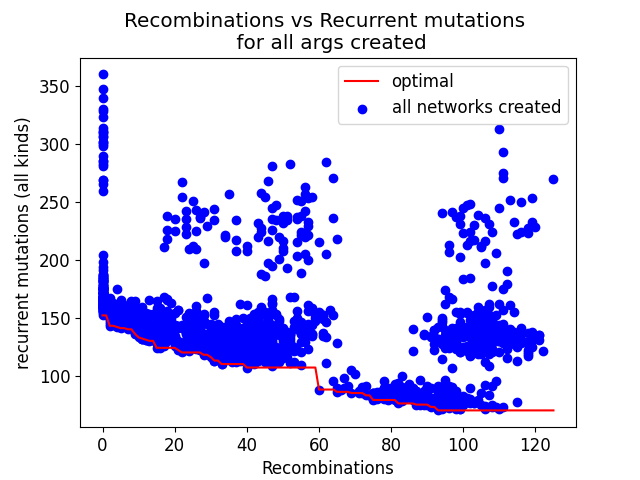 Recombinations vs Recurrent mutations
for all args created
optimal
all networks created
recurrent mutations (all kinds)
350
300
250
200
150
100
0 20 40 60 80 100 120
Recombinations